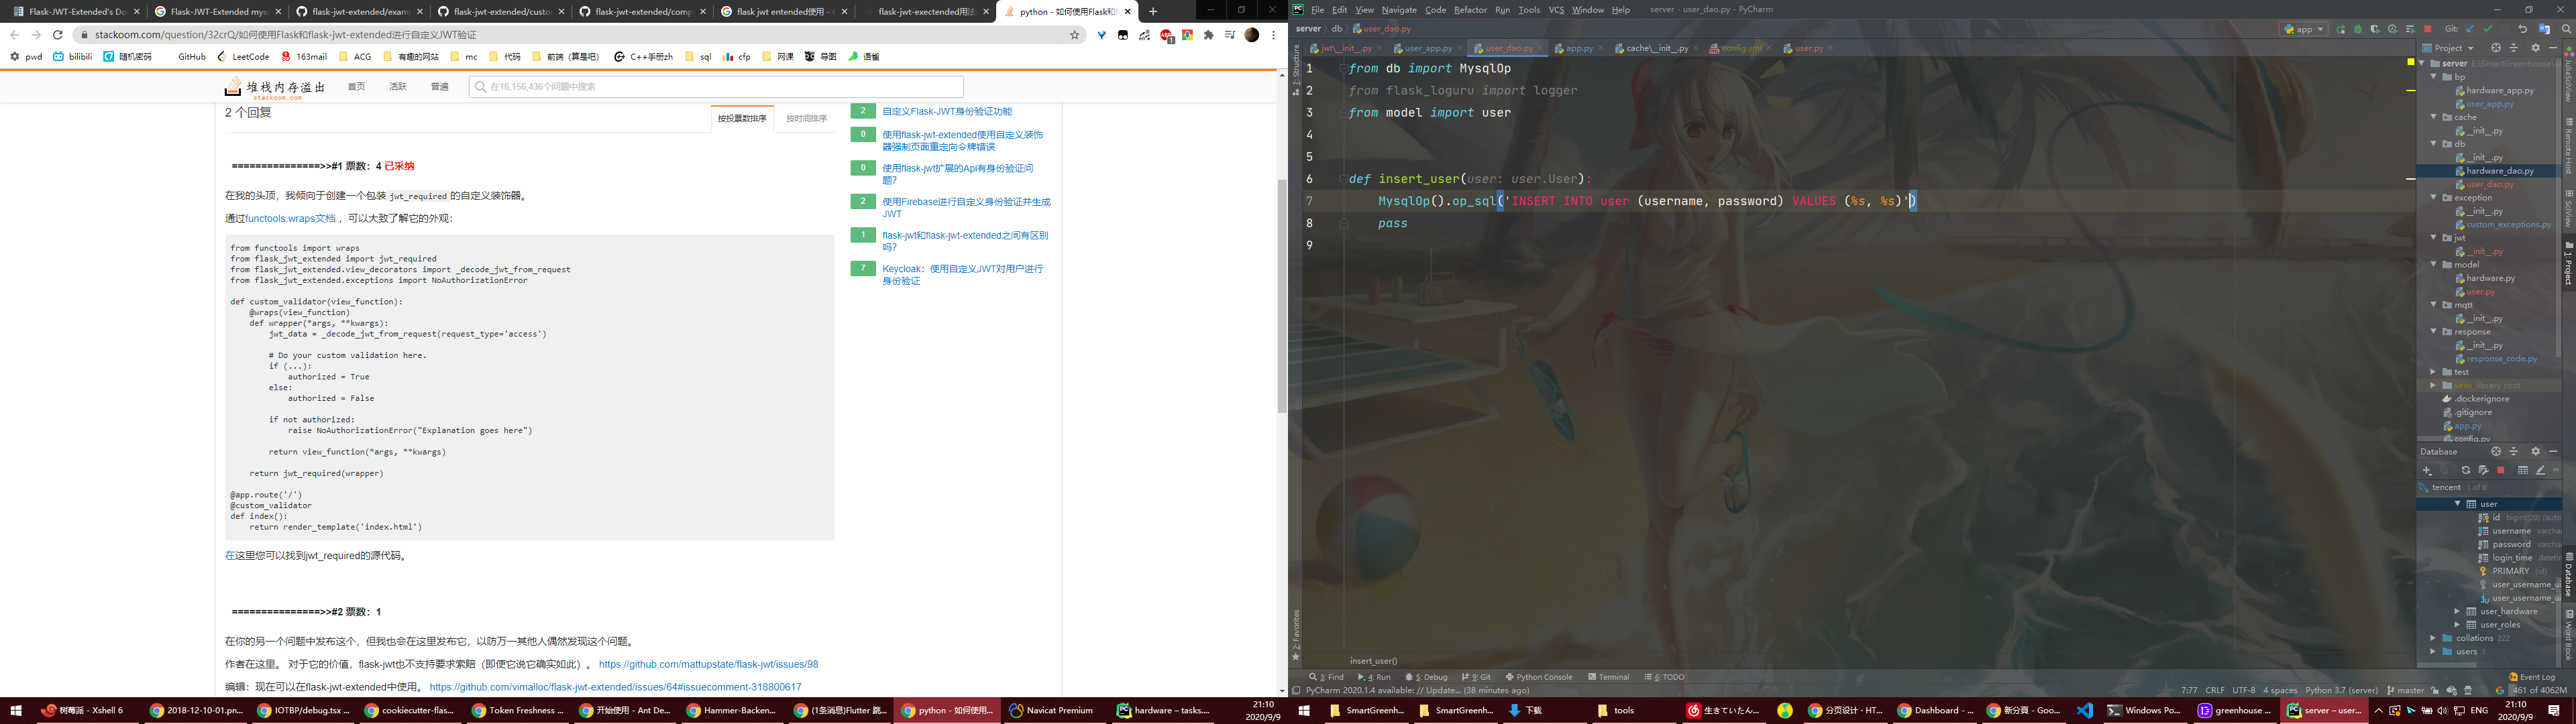 Flask-JWT-Extended's Do
Flask-JWT-Extended mys
flask-jwt-extended/exam
flask-jwt-extended/custo
flask-jwt-extended/compl
flask jwt entended使用 - G
flask-jwt-exectended用法
python - 如何使用Flask和f
stackoom.com/question/32crQ/如何使用Flask和flask-jwt-extended进行自定义JWT验证
pwd
bilibili
随机密码
GitHub
LeetCode
163mail
ACG
有趣的网站
mc
代码
前端（算是吧）
C++手册zh
sql
cfp
网课
导图
语雀
堆栈内存溢出
stackoom.com
首页
活跃
普遍
在16,156,436个问题中搜索
2 个回复
按投票数排序
按时间排序
===============>>#1 票数：4 已采纳
在我的头顶，我倾向于创建一个包装 jwt_required 的自定义装饰器。
通过functools.wraps文档 ，可以大致了解它的外观：
from functools import wraps
from flask_jwt_extended import jwt_required
from flask_jwt_extended.view_decorators import _decode_jwt_from_request
from flask_jwt_extended.exceptions import NoAuthorizationError
def custom_validator(view_function):
@wraps(view_function)
def wrapper(*args, **kwargs):
jwt_data = _decode_jwt_from_request(request_type='access')
# Do your custom validation here.
if (...):
authorized = True
else:
authorized = False
if not authorized:
raise NoAuthorizationError("Explanation goes here")
return view_function(*args, **kwargs)
return jwt_required(wrapper)
@app.route('/')
@custom_validator
def index():
return render_template('index.html')
在这里您可以找到jwt_required的源代码。
===============>>#2 票数：1
在你的另一个问题中发布这个，但我也会在这里发布它，以防万一其他人偶然发现这个问题。
作者在这里。 对于它的价值，flask-jwt也不支持要求索赔（即使它说它确实如此）。 https://github.com/mattupstate/flask-jwt/issues/98
编辑：现在可以在flask-jwt-extended中使用。 https://github.com/vimalloc/flask-jwt-extended/issues/64#issuecomment-318800617
2 自定义Flask-JWT身份验证功能
0 使用flask-jwt-extended使用自定义装饰
器强制页面重定向令牌错误
0 使用flask-jwt扩展的Api有身份验证问
题？
2 使用Firebase进行自定义身份验证并生成
JWT
1 flask-jwt和flask-jwt-extended之间有区别
吗？
7 Keycloak：使用自定义JWT对用户进行
身份验证
File Edit View Navigate Code Refactor Run Tools VCS Window Help
server - user_dao.py - PyCharm
server
db
user_dao.py
app
Git:
jwt\__init__.py
user_app.py
user_dao.py
app.py
cache\__init__.py
config.yml
user.py
1 from db import MysqlOp
2 from flask_loguru import logger
3 from model import user
4
5
6 def insert_user(user: user.User):
7 MysqlOp().op_sql('INSERT INTO user (username, password) VALUES (%s, %s)')
8 pass
9
insert_user()
Z: Structure
2: Favorites
Project
server
bp
hardware_app.py
user_app.py
cache
__init__.py
db
__init__.py
hardware_dao.py
user_dao.py
exception
__init__.py
custom_exceptions.py
jwt
__init__.py
model
hardware.py
user.py
mqtt
__init__.py
response
__init__.py
response_code.py
test
venv library root
.dockerignore
.gitignore
app.py
config.py
Database
tencent 1 of 8
user
id bigint(20) (auto
username varchar
password varchar
login_time datetim
PRIMARY (id)
user_username_ui
user_username_ui
user_hardware
user_roles
collations 222
users 5
JuliaSciView
Remote Host
SciView
1: Project
Database
Word Book
3: Find
4: Run
5: Debug
9: Git
Python Console
Terminal
6: TODO
Event Log
PyCharm 2020.1.4 available: // Update... (38 minutes ago)
7:77 CRLF UTF-8 4 spaces Python 3.7 (server) master
461 of 4062M
树莓派 - Xshell 6
2018-12-10-01.pn...
IOTBP/debug.tsx ...
cookiecutter-flas...
Token Freshness ...
开始使用 - Ant De...
Hammer-Backen...
(1条消息)Flutter 跳...
python - 如何使用...
Navicat Premium
hardware – tasks....
21:10
2020/9/9
SmartGreenh...
SmartGreenh...
下载
tools
生きていたん...
分页设计 · HT...
Dashboard - ...
新分頁 - Goo...
Windows Po...
greenhouse ...
server – user...
ENG
21:10
2020/9/9